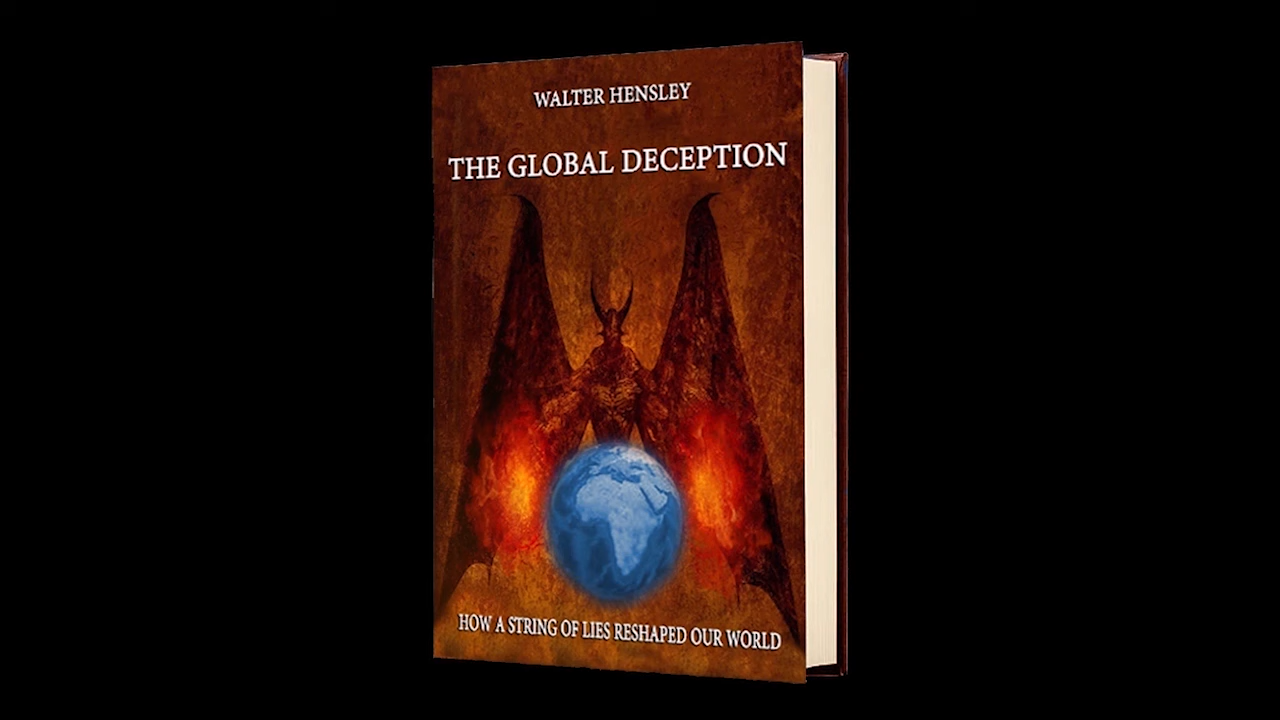 WALTER HENSLEY
THE GLOBAL DECEPTION
HOW A STRING OF LIES RESHAPED OUR WORLD